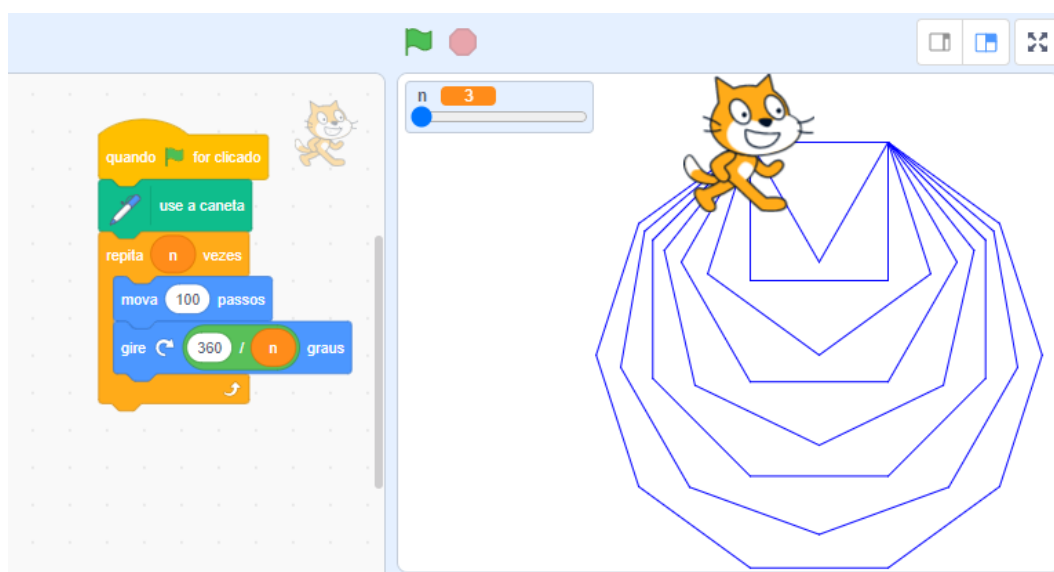 quando for clicado
use a caneta
repita n vezes
mova 100 passos
gire 360 / n graus
n 3